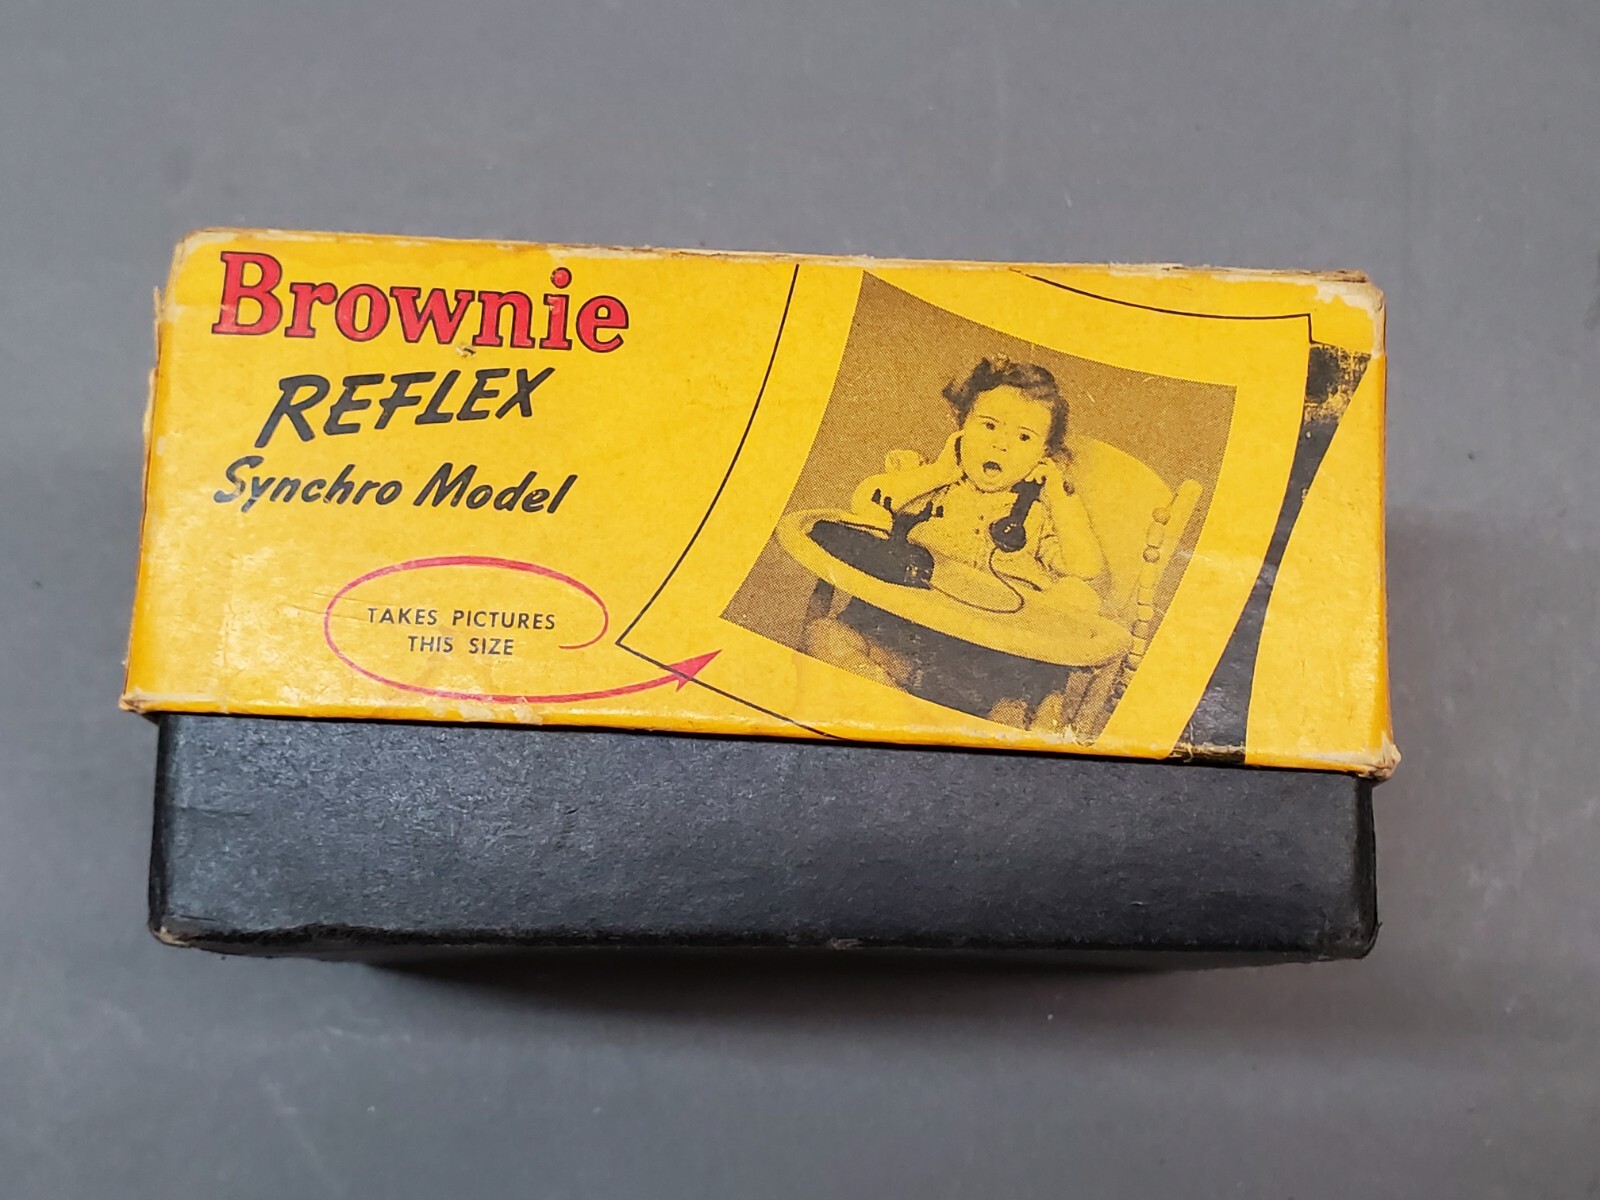 Brownie
REFLEX
Synchro Model
TAKES PICTURES
THIS SIZE